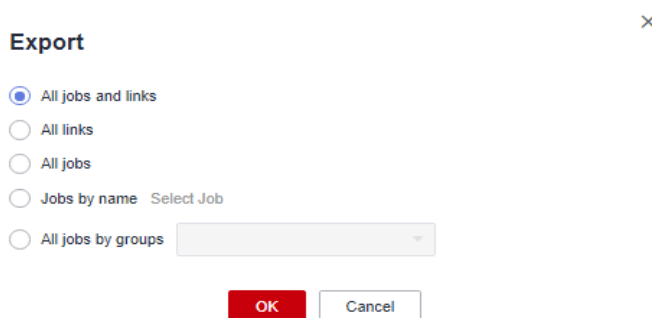 Export
All jobs and links
All links
All jobs
Jobs by name Select Job
All jobs by groups
OK Cancel